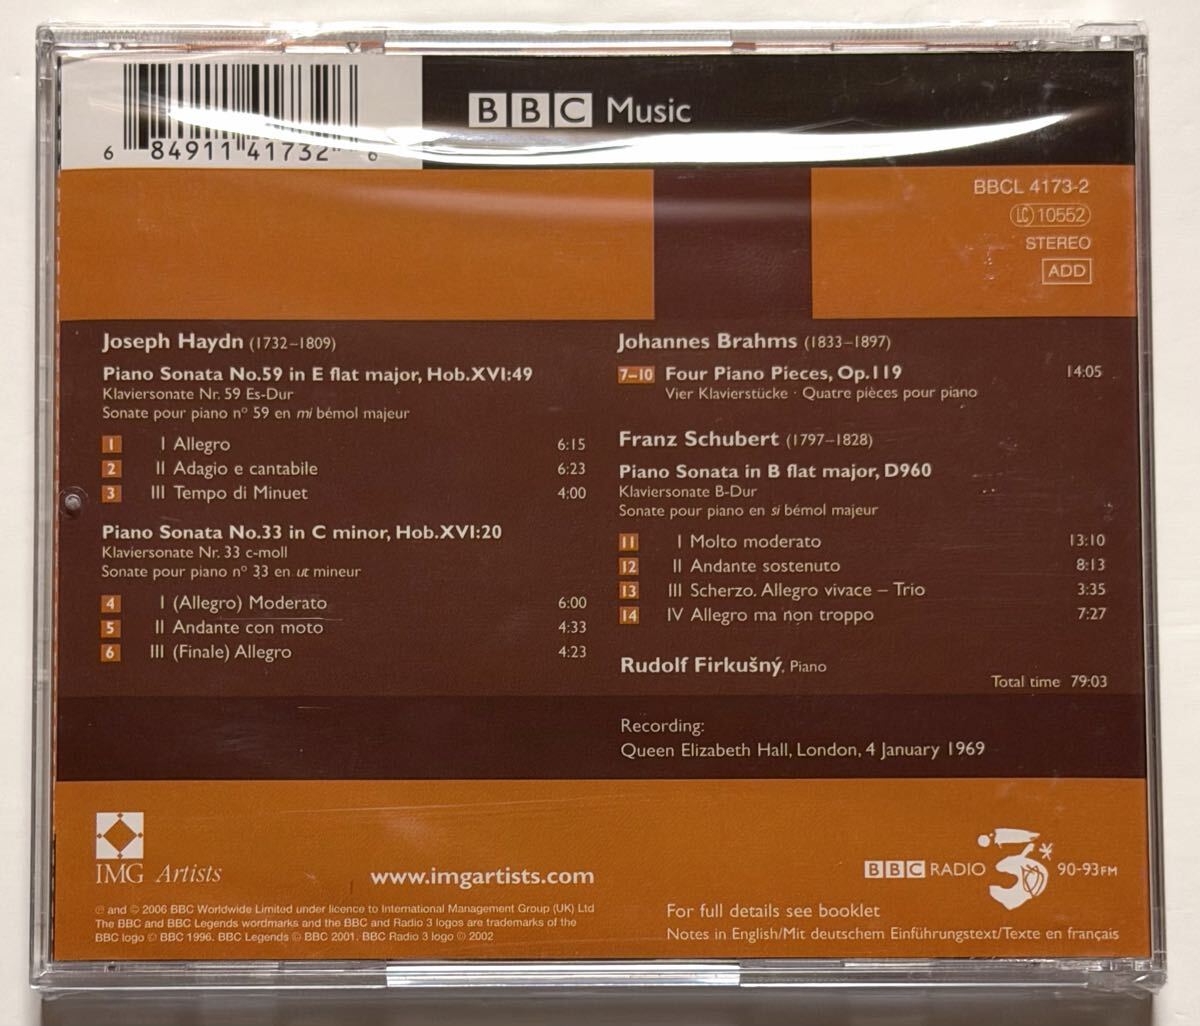 6 84911 41732 6
BBC Music
BBCL 4173-2
LC 10552
STEREO
ADD
Joseph Haydn (1732–1809)
Piano Sonata No.59 in E flat major, Hob.XVI:49
Klaviersonate Nr. 59 Es-Dur
Sonate pour piano nº 59 en mi bémol majeur
1 I Allegro 6:15
2 II Adagio e cantabile 6:23
3 III Tempo di Minuet 4:00
Piano Sonata No.33 in C minor, Hob.XVI:20
Klaviersonate Nr. 33 c-moll
Sonate pour piano nº 33 en ut mineur
4 I (Allegro) Moderato 6:00
5 II Andante con moto 4:33
6 III (Finale) Allegro 4:23
Johannes Brahms (1833–1897)
7–10 Four Piano Pieces, Op.119 14:05
Vier Klavierstücke · Quatre pièces pour piano
Franz Schubert (1797–1828)
Piano Sonata in B flat major, D960
Klaviersonate B-Dur
Sonate pour piano en si bémol majeur
11 I Molto moderato 13:10
12 II Andante sostenuto 8:13
13 III Scherzo. Allegro vivace – Trio 3:35
14 IV Allegro ma non troppo 7:27
Rudolf Firkušný, Piano
Total time 79:03
Recording:
Queen Elizabeth Hall, London, 4 January 1969
IMG Artists
www.imgartists.com
BBC RADIO 3 90-93FM
℗ and © 2006 BBC Worldwide Limited under licence to International Management Group (UK) Ltd
The BBC and BBC Legends wordmarks and the BBC and Radio 3 logos are trademarks of the
BBC logo © BBC 1996. BBC Legends © BBC 2001. BBC Radio 3 logo © 2002
For full details see booklet
Notes in English/Mit deutschem Einführungstext/Texte en français